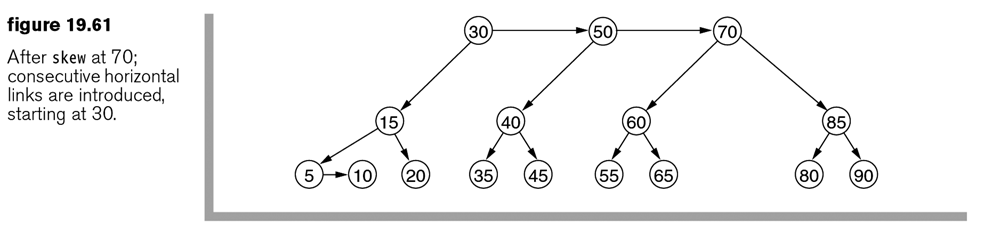 figure 19.61
After skew at 70;
consecutive horizontal
links are introduced,
starting at 30.
30 50 70
15 40 60 85
5 10 20 35 45 55 65 80 90